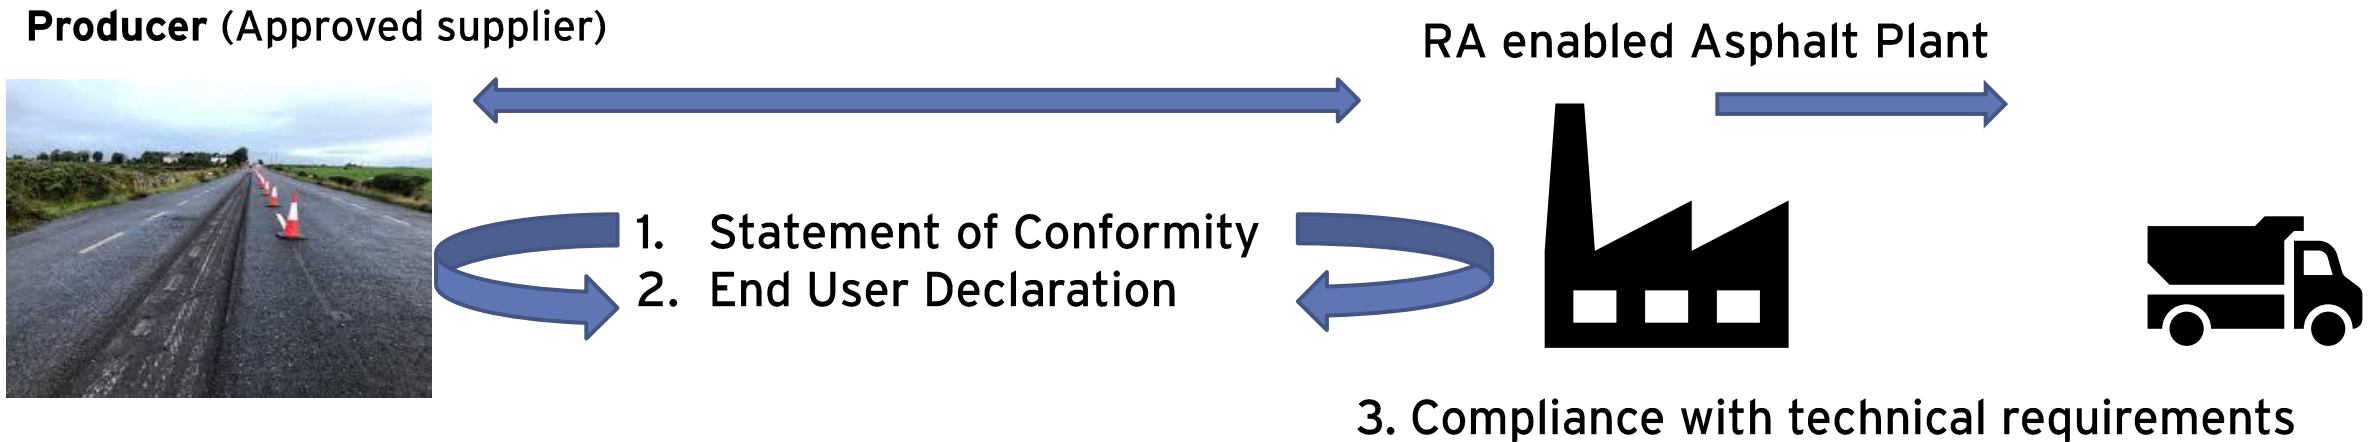 Producer (Approved supplier)
RA enabled Asphalt Plant
1. Statement of Conformity
2. End User Declaration
3. Compliance with technical requirements